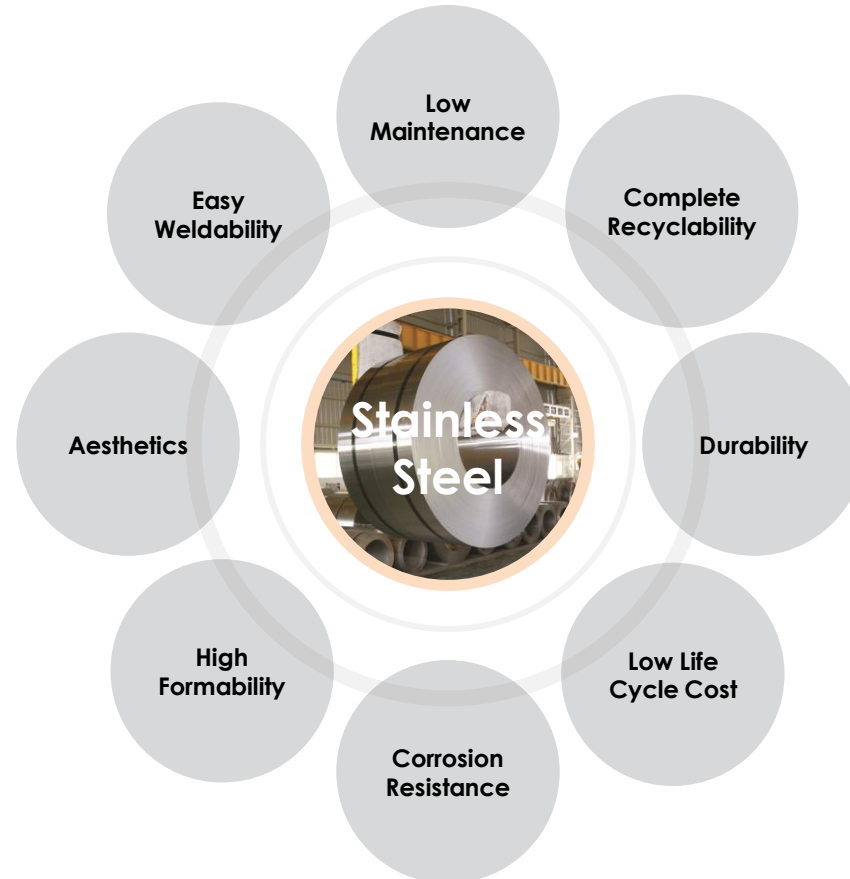 Low
Maintenance
Complete
Recyclability
Durability
Low Life
Cycle Cost
Corrosion
Resistance
High
Formability
Aesthetics
Easy
Weldability
Stainless
Steel